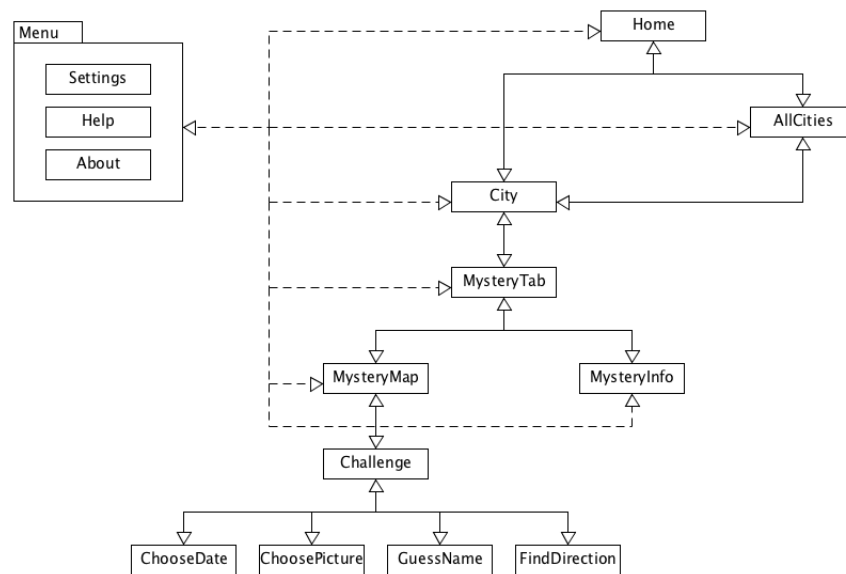 Home
Menu
Settings
Help
About
AllCities
City
MysteryTab
MysteryMap
MysteryInfo
Challenge
ChooseDate
ChoosePicture
GuessName
FindDirection